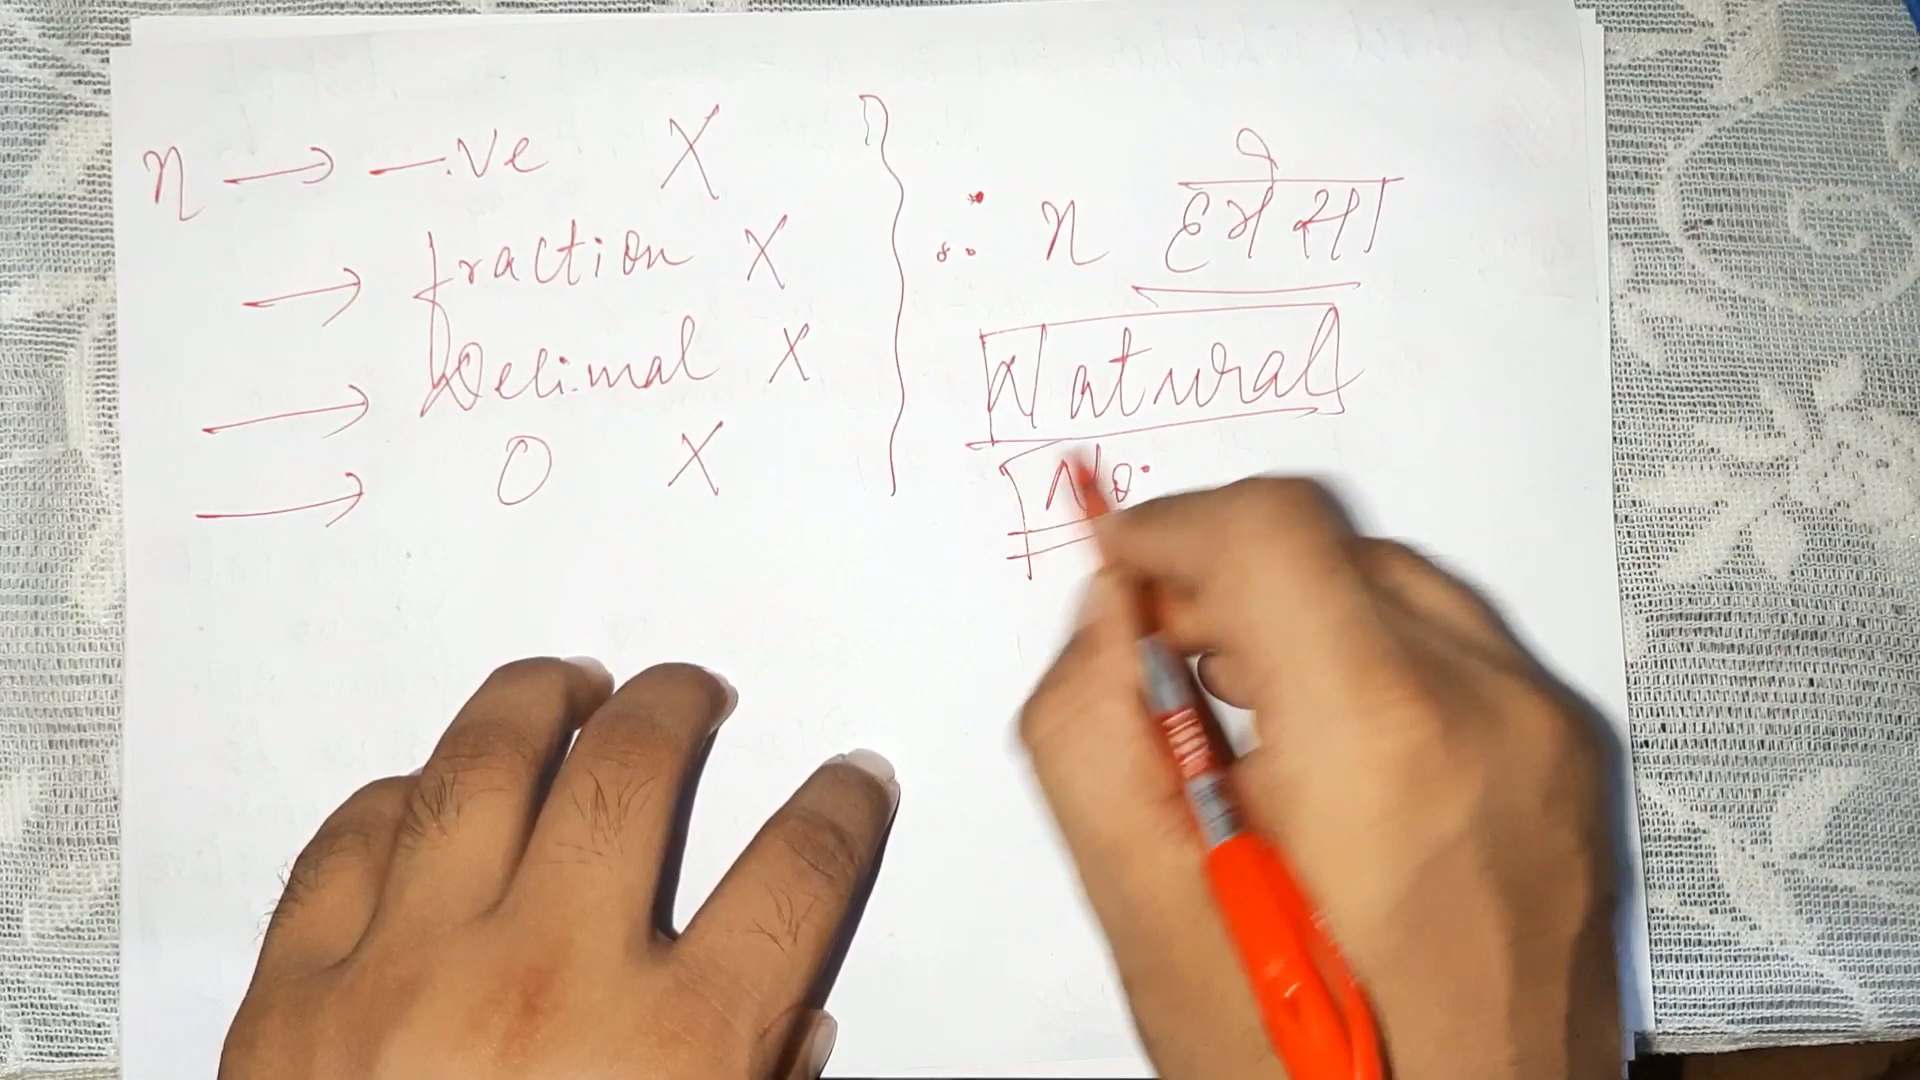 n → -ve X
→ fraction X
→ Decimal X
→ 0 X
∴ n हमेसा
Natural
No.